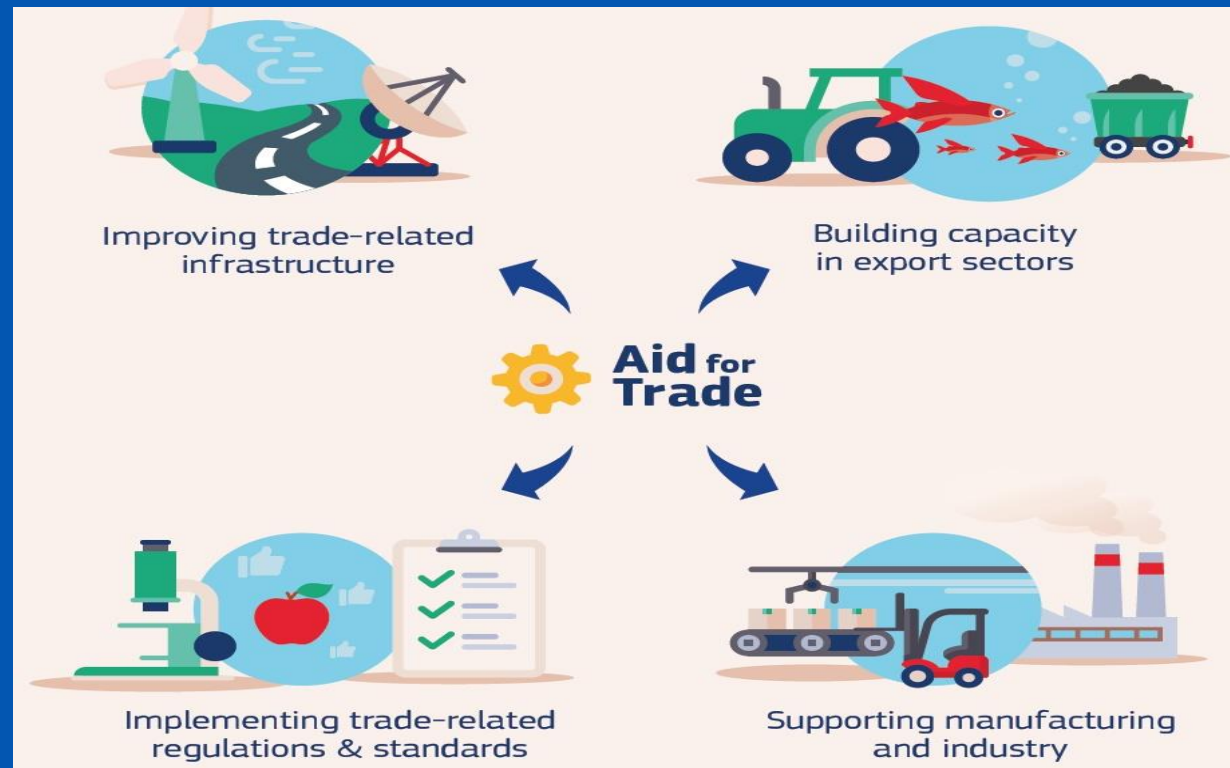 Improving trade-related
infrastructure
Building capacity
in export sectors
Aid for
Trade
Implementing trade-related
regulations & standards
Supporting manufacturing
and industry